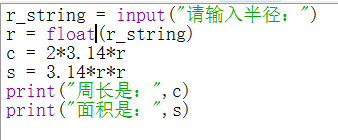 r_string = input("请输入半径：")
r = float(r_string)
c = 2*3.14*r
s = 3.14*r*r
print("周长是：",c)
print("面积是：",s)